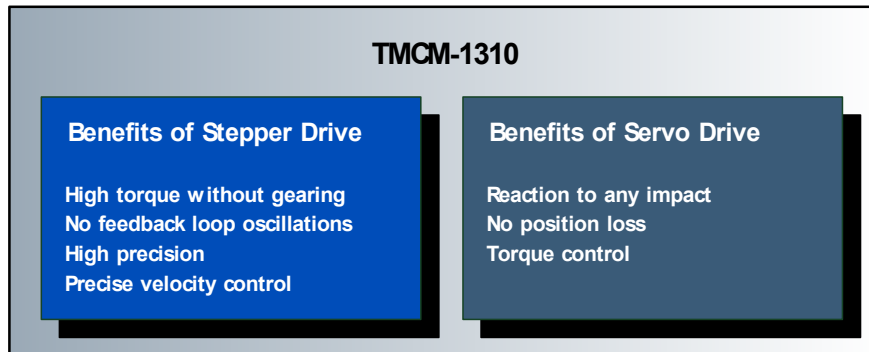 TMCM-1310
Benefits of Stepper Drive
High torque without gearing
No feedback loop oscillations
High precision
Precise velocity control
Benefits of Servo Drive
Reaction to any impact
No position loss
Torque control